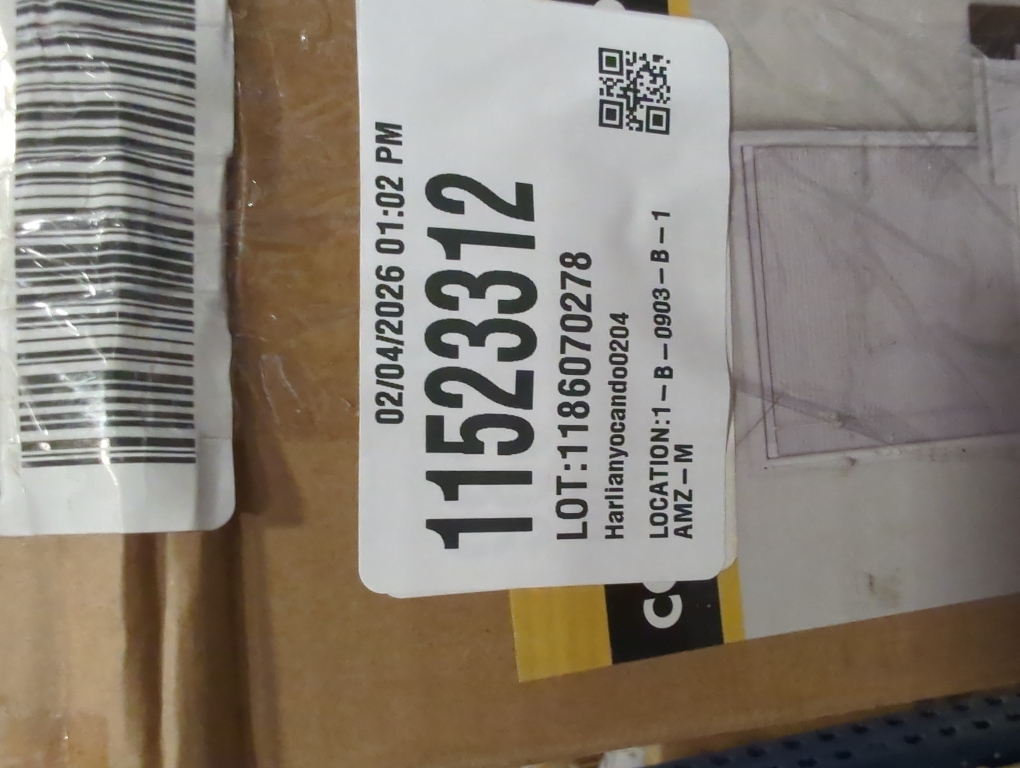 02/04/2026 01:02 PM
11523312
LOT:1186070278
Harlianyocando0204
LOCATION:1-B-0903-B-1
AMZ-M